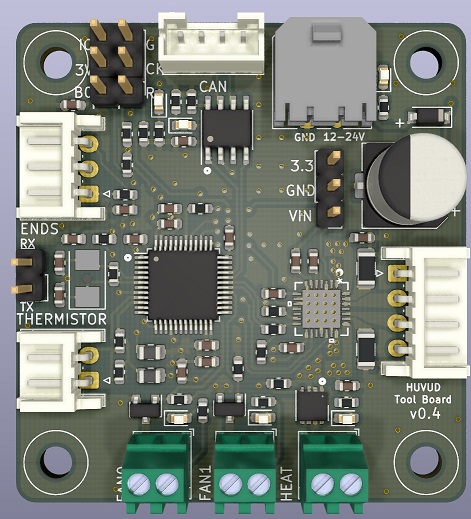 CAN
GND 12-24V
3.3
GND
VIN
ENDS
RX
TX
THERMISTOR
HUVUD
Tool Board
v0.4
FAN1
HEAT